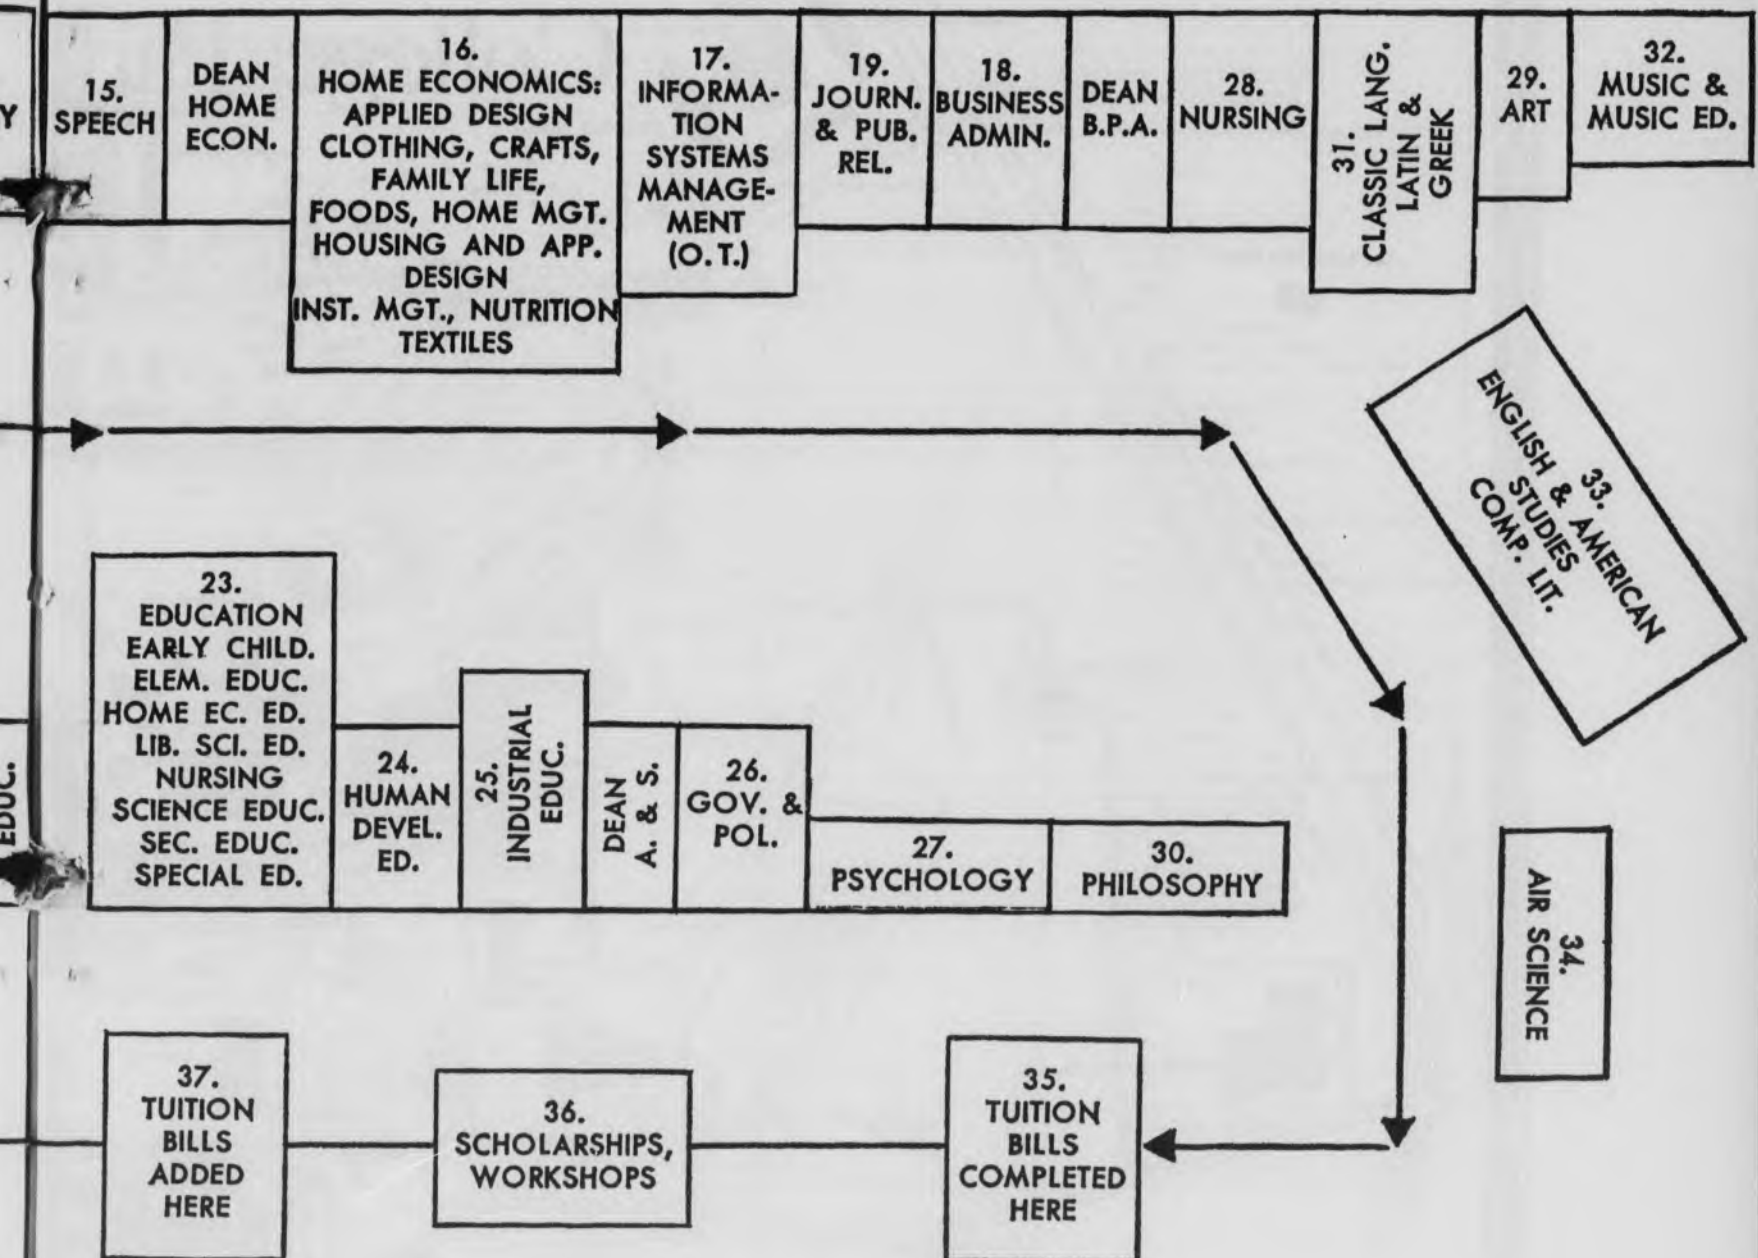 Y
15.
SPEECH
DEAN
HOME
ECON.
16.
HOME ECONOMICS:
APPLIED DESIGN
CLOTHING, CRAFTS,
FAMILY LIFE,
FOODS, HOME MGT.
HOUSING AND APP.
DESIGN
INST. MGT., NUTRITION
TEXTILES
17.
INFORMA-
TION
SYSTEMS
MANAGE-
MENT
(O.T.)
19.
JOURN.
& PUB.
REL.
18.
BUSINESS
ADMIN.
DEAN
B.P.A.
28.
NURSING
31.
CLASSIC LANG.
LATIN &
GREEK
29.
ART
32.
MUSIC &
MUSIC ED.
33.
ENGLISH & AMERICAN
STUDIES
COMP. LIT.
EDUC.
23.
EDUCATION
EARLY CHILD.
ELEM. EDUC.
HOME EC. ED.
LIB. SCI. ED.
NURSING
SCIENCE EDUC.
SEC. EDUC.
SPECIAL ED.
24.
HUMAN
DEVEL.
ED.
25.
INDUSTRIAL
EDUC.
DEAN
A. & S.
26.
GOV. &
POL.
27.
PSYCHOLOGY
30.
PHILOSOPHY
34.
AIR SCIENCE
37.
TUITION
BILLS
ADDED
HERE
36.
SCHOLARSHIPS,
WORKSHOPS
35.
TUITION
BILLS
COMPLETED
HERE